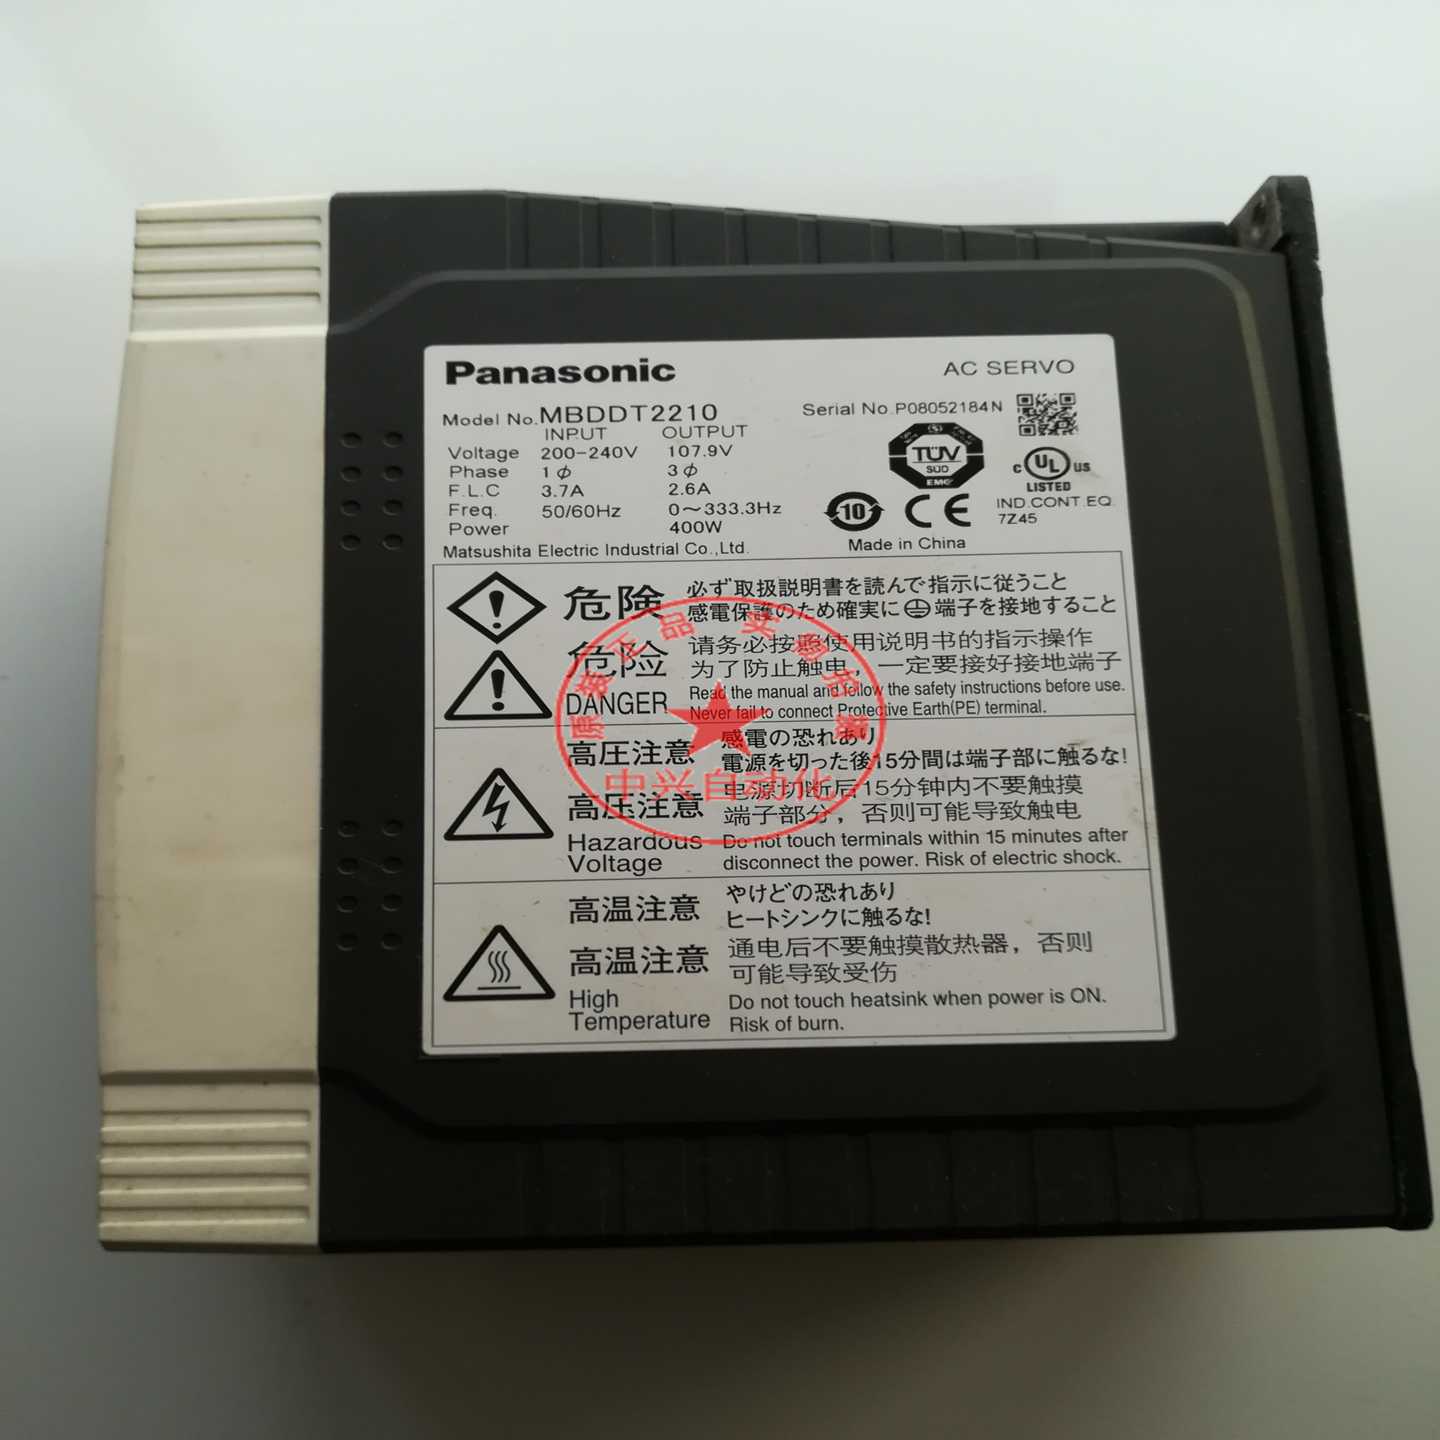 Panasonic
AC SERVO
Model No. MBDDT2210
Serial No. P08052184N
INPUT OUTPUT
Voltage 200-240V 107.9V
Phase 1ϕ 3ϕ
F.L.C 3.7A 2.6A
Freq. 50/60Hz 0~333.3Hz
Power 400W
Matsushita Electric Industrial Co.,Ltd.
TÜV
SÜD
EMC
c UL US
LISTED
IND.CONT.EQ.
7Z45
10
CE
Made in China
危険
必ず取扱説明書を読んで指示に従うこと
感電保護のため確実に⏚端子を接地すること
危险
请务必按照使用说明书的指示操作
为了防止触电，一定要接好接地端子
DANGER
Read the manual and follow the safety instructions before use.
Never fail to connect Protective Earth(PE) terminal.
高圧注意
感電の恐れあり
電源を切った後15分間は端子部に触るな!
高压注意
电源切断后15分钟内不要触摸
端子部分，否则可能导致触电
Hazardous
Voltage
Do not touch terminals within 15 minutes after
disconnect the power. Risk of electric shock.
高温注意
やけどの恐れあり
ヒートシンクに触るな!
高温注意
通电后不要触摸散热器，否则
可能导致受伤
High
Temperature
Do not touch heatsink when power is ON.
Risk of burn.
原装正品 实
中兴自动化